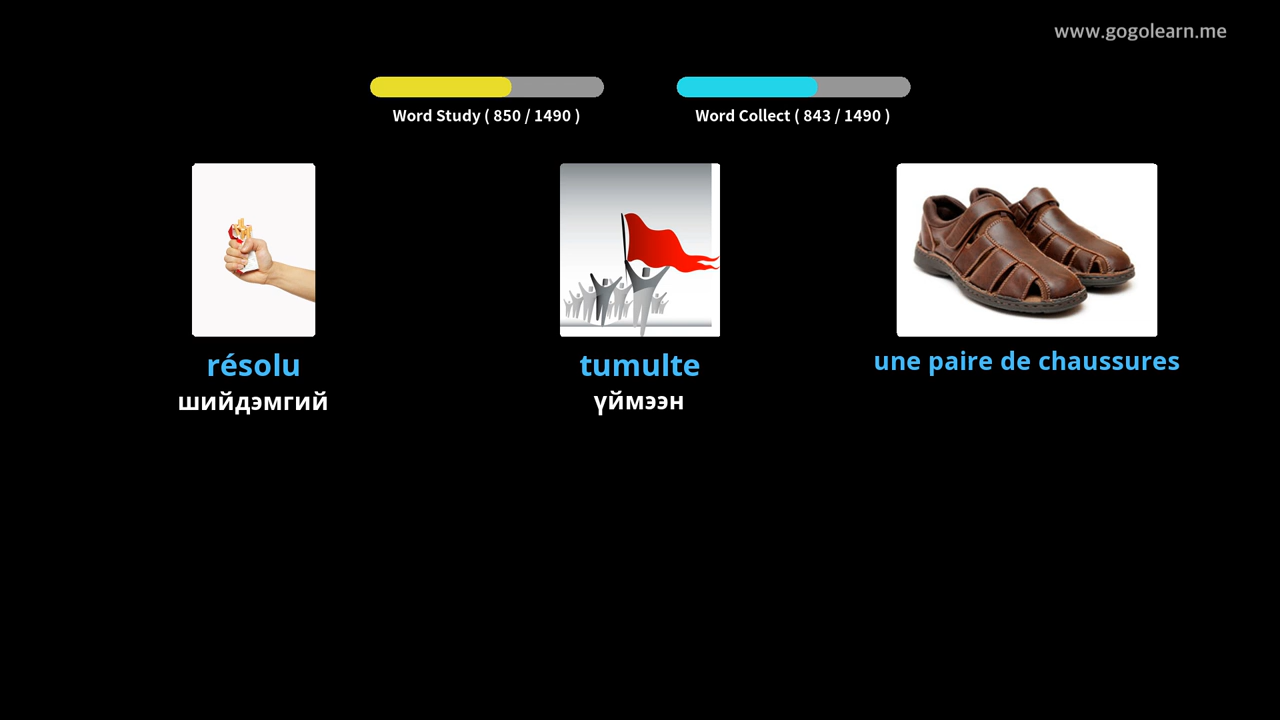 www.gogolearn.me
Word Study ( 850 / 1490 )
Word Collect ( 843 / 1490 )
résolu
шийдэмгий
tumulte
үймээн
une paire de chaussures